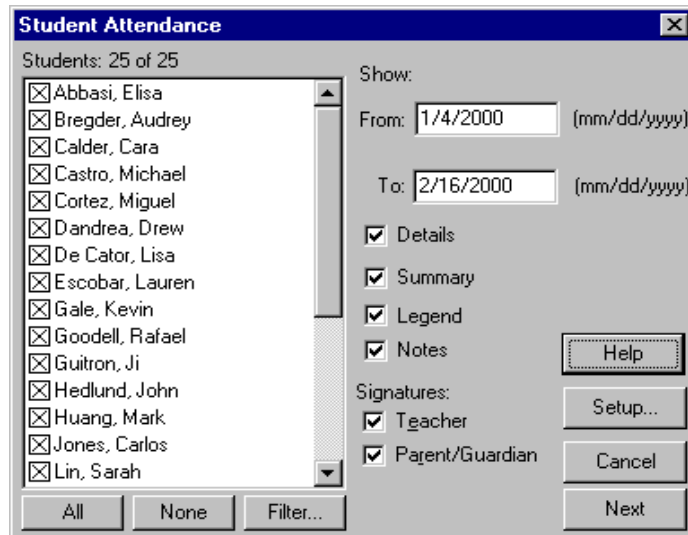 Student Attendance
Students: 25 of 25
Abbasi, Elisa
Bregder, Audrey
Calder, Cara
Castro, Michael
Cortez, Miguel
Dandrea, Drew
De Cator, Lisa
Escobar, Lauren
Gale, Kevin
Goodell, Rafael
Guitron, Ji
Hedlund, John
Huang, Mark
Jones, Carlos
Lin, Sarah
All
None
Filter...
Show:
From: 1/4/2000 (mm/dd/yyyy)
To: 2/16/2000 (mm/dd/yyyy)
Details
Summary
Legend
Notes
Signatures:
Teacher
Parent/Guardian
Help
Setup...
Cancel
Next